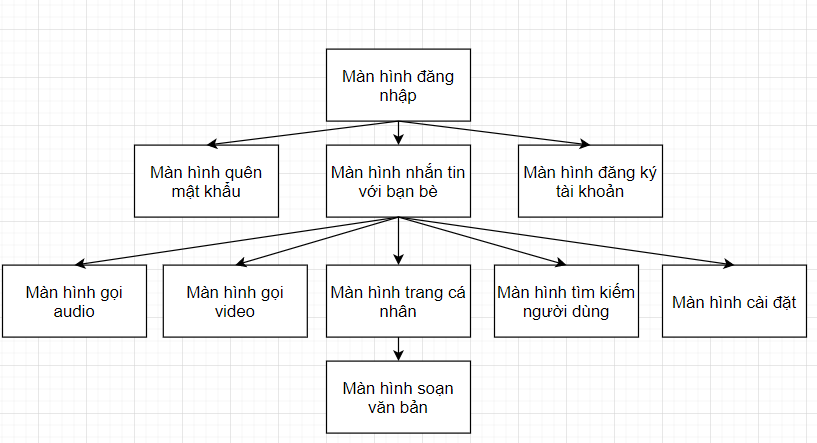 Màn hình đăng
nhập
Màn hình quên
mật khẩu
Màn hình nhắn tin
với bạn bè
Màn hình đăng ký
tài khoản
Màn hình gọi
audio
Màn hình gọi
video
Màn hình trang cá
nhân
Màn hình tìm kiếm
người dùng
Màn hình cài đặt
Màn hình soạn
văn bản